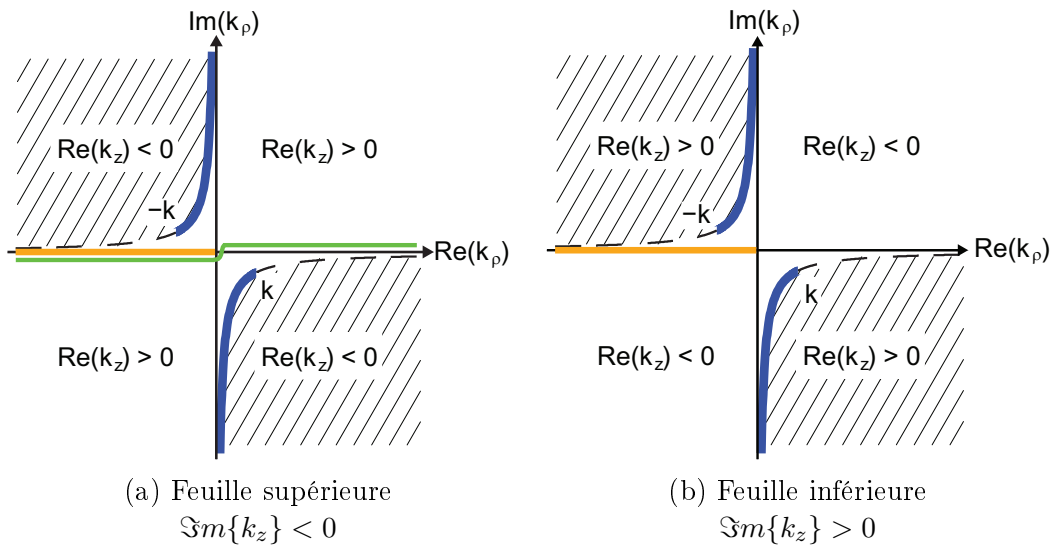 Im(kρ)
Re(kz) < 0
Re(kz) > 0
−k
Re(kρ)
k
Re(kz) > 0
Re(kz) < 0
(a) Feuille supérieure
ℑm{kz} < 0
Im(kρ)
Re(kz) > 0
Re(kz) < 0
−k
Re(kρ)
k
Re(kz) < 0
Re(kz) > 0
(b) Feuille inférieure
ℑm{kz} > 0